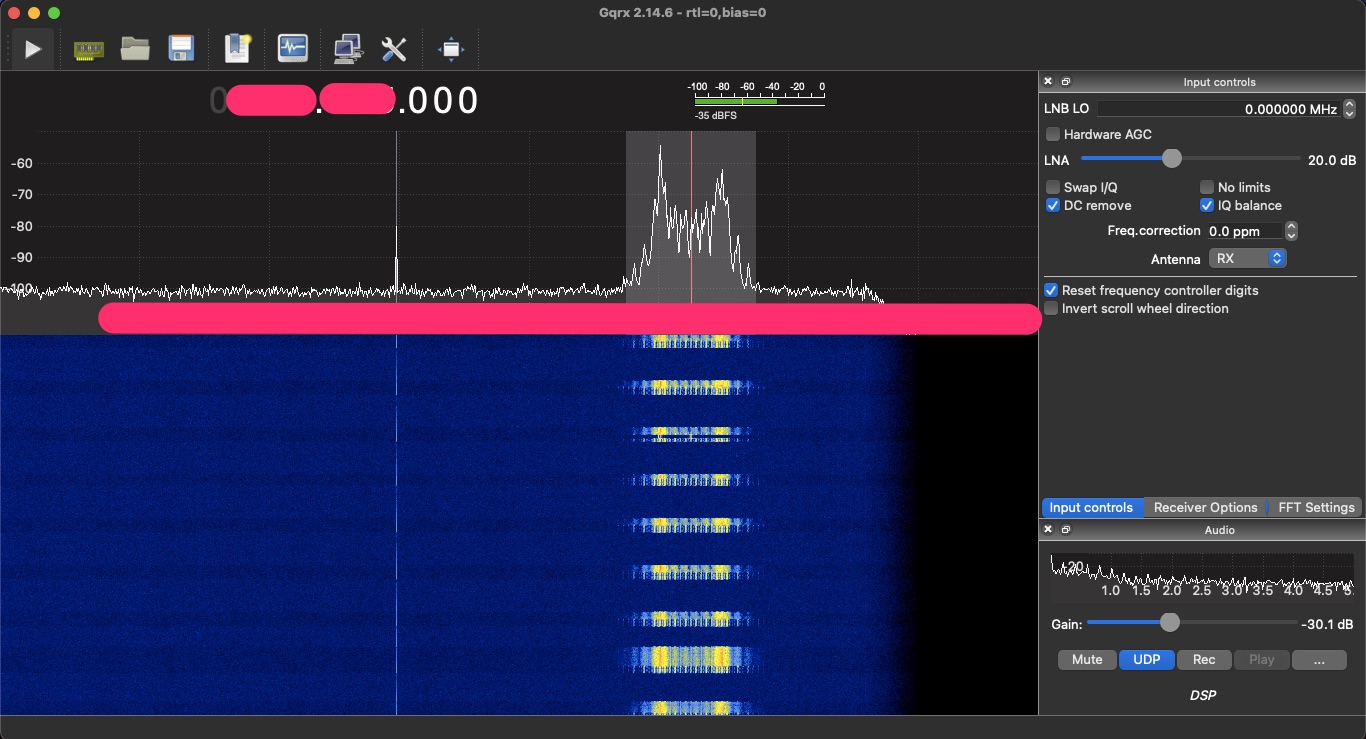 Gqrx 2.14.6 - rtl=0,bias=0
0 . .000
-100 -80 -60 -40 -20 0
-35 dBFS
-60
-70
-80
-90
-100
Input controls
LNB LO 0.000000 MHz
Hardware AGC
LNA 20.0 dB
Swap I/Q No limits
DC remove IQ balance
Freq.correction 0.0 ppm
Antenna RX
Reset frequency controller digits
Invert scroll wheel direction
Input controls Receiver Options FFT Settings
Audio
-20
1.0 1.5 2.0 2.5 3.0 3.5 4.0 4.5 5.
Gain: -30.1 dB
Mute UDP Rec Play ...
DSP